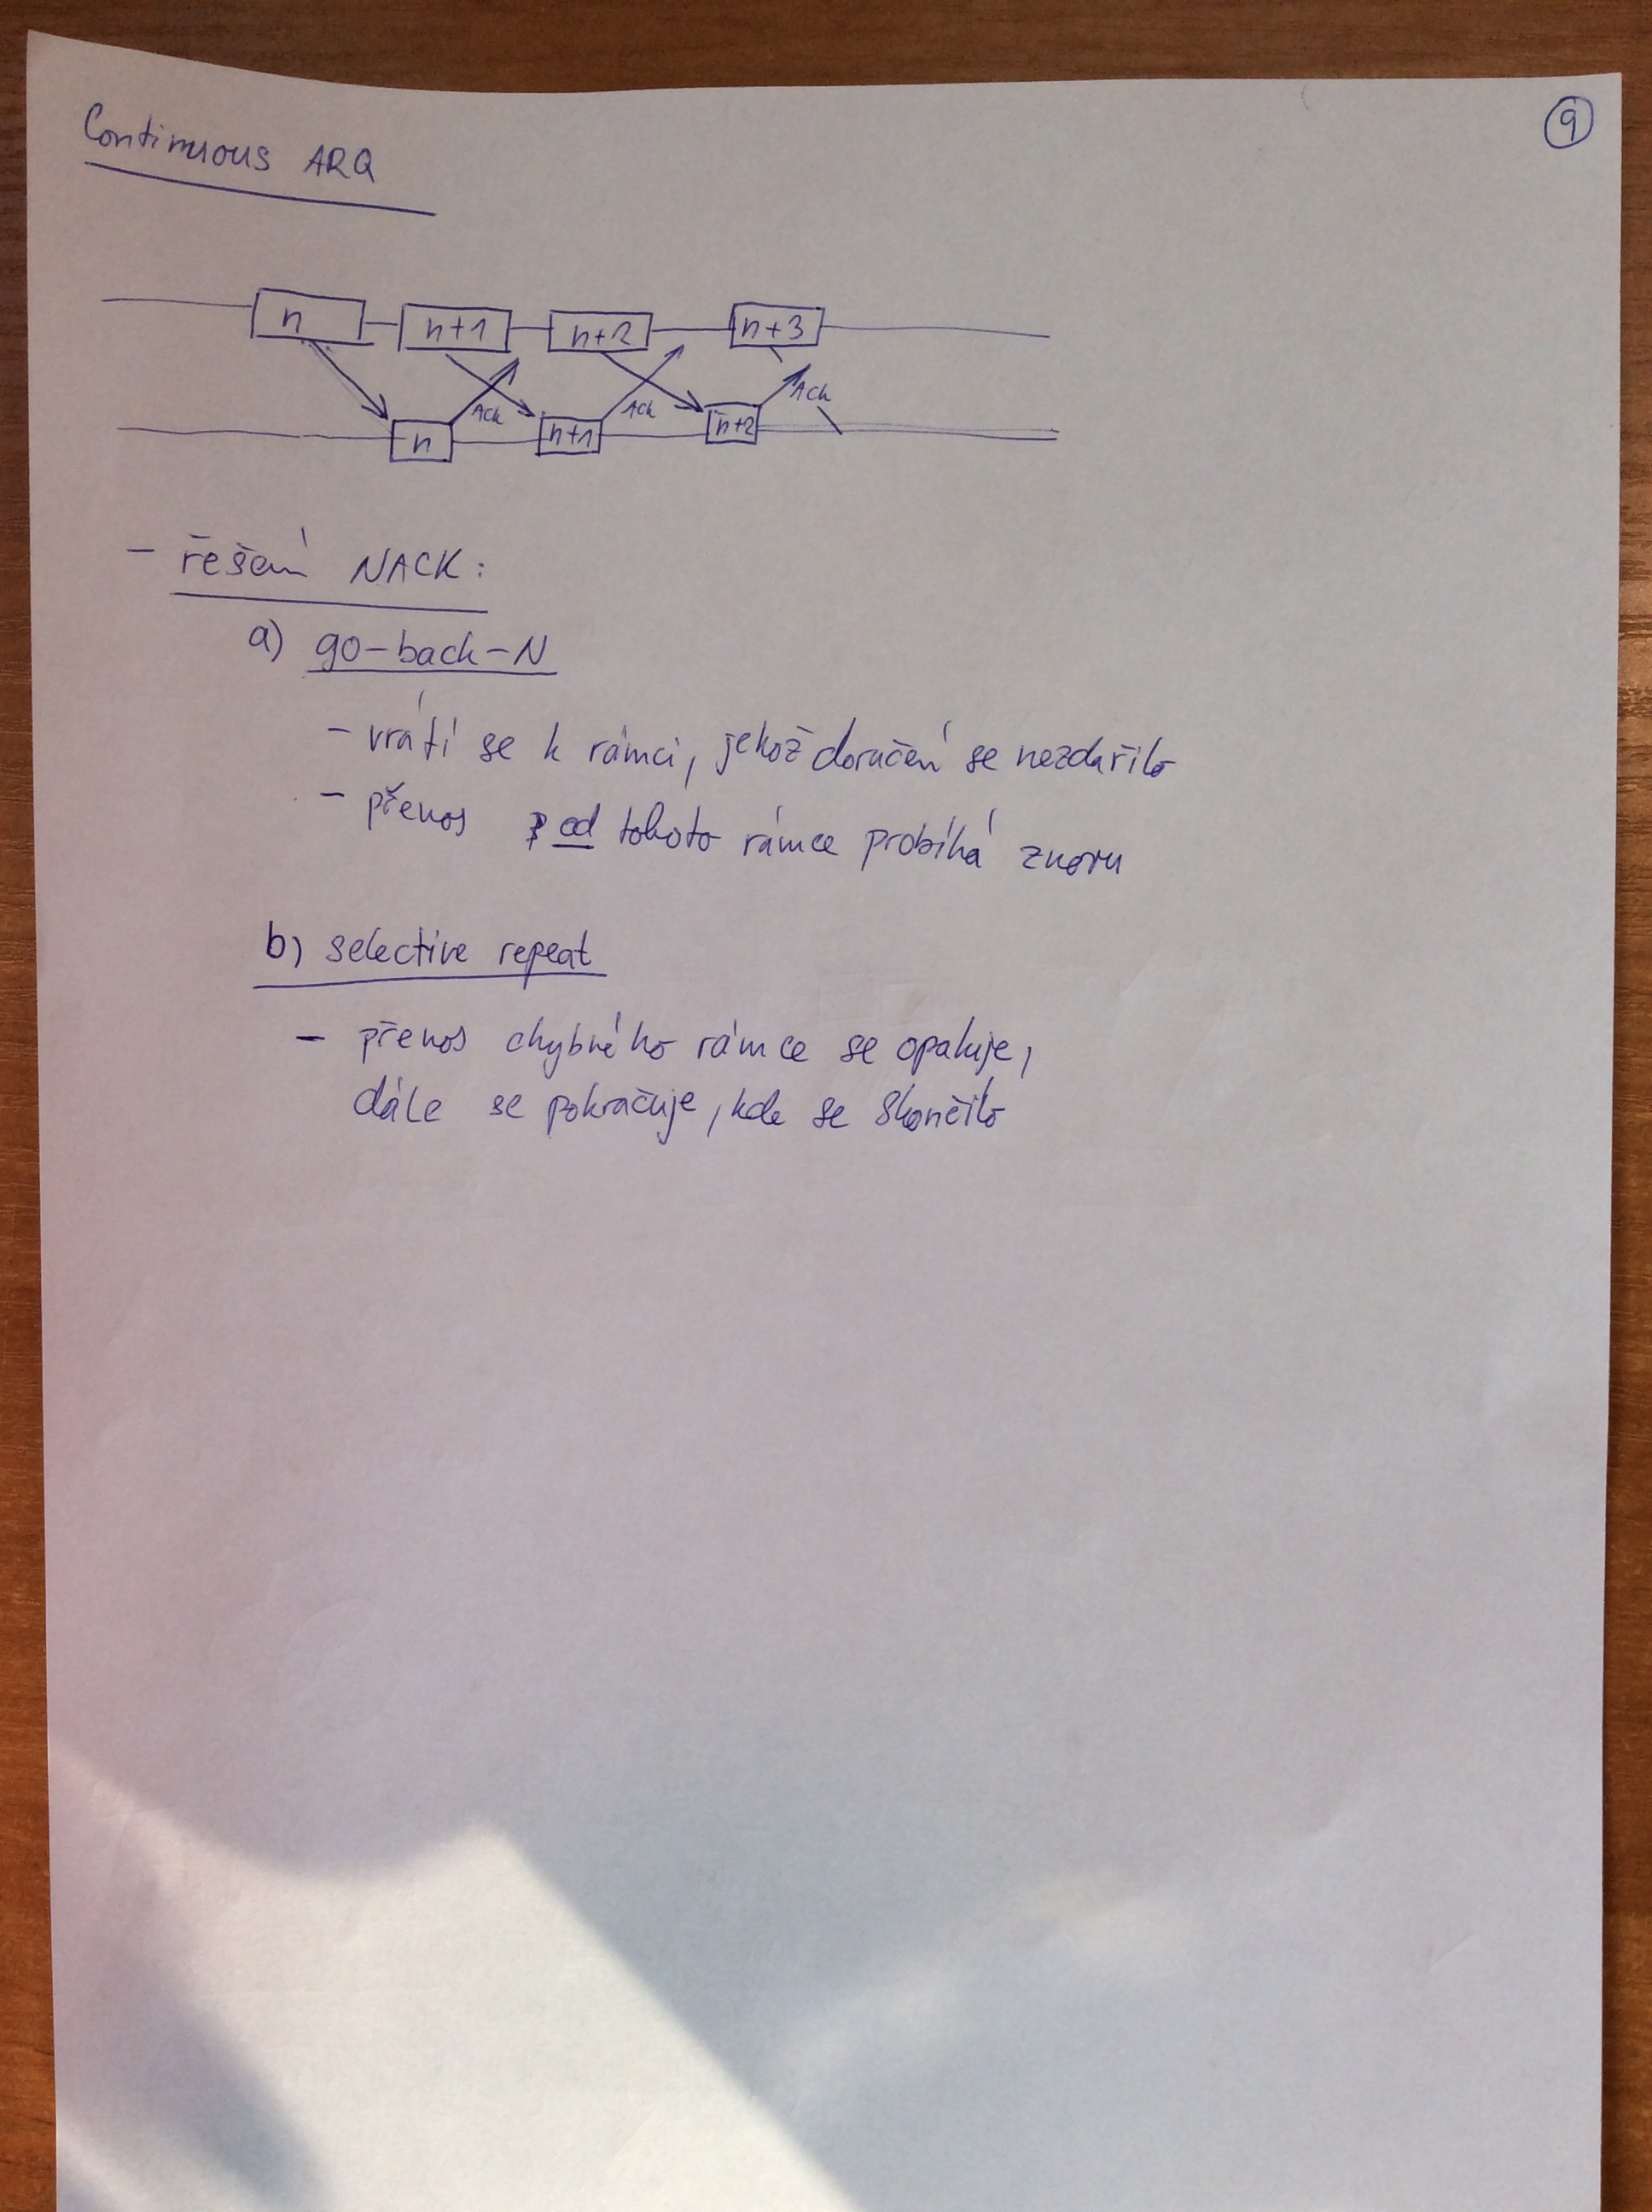 9
Continuous ARQ
n n+1 n+2 n+3
Ack Ack Ack
n n+1 n+2
- řešení NACK:
a) go-back-N
- vrátí se k rámci, jehož doručení se nezdařilo
- přenos od tohoto rámce probíhá znovu
b) selective repeat
- přenos chybného rámce se opakuje,
dále se pokračuje, kde se skončilo